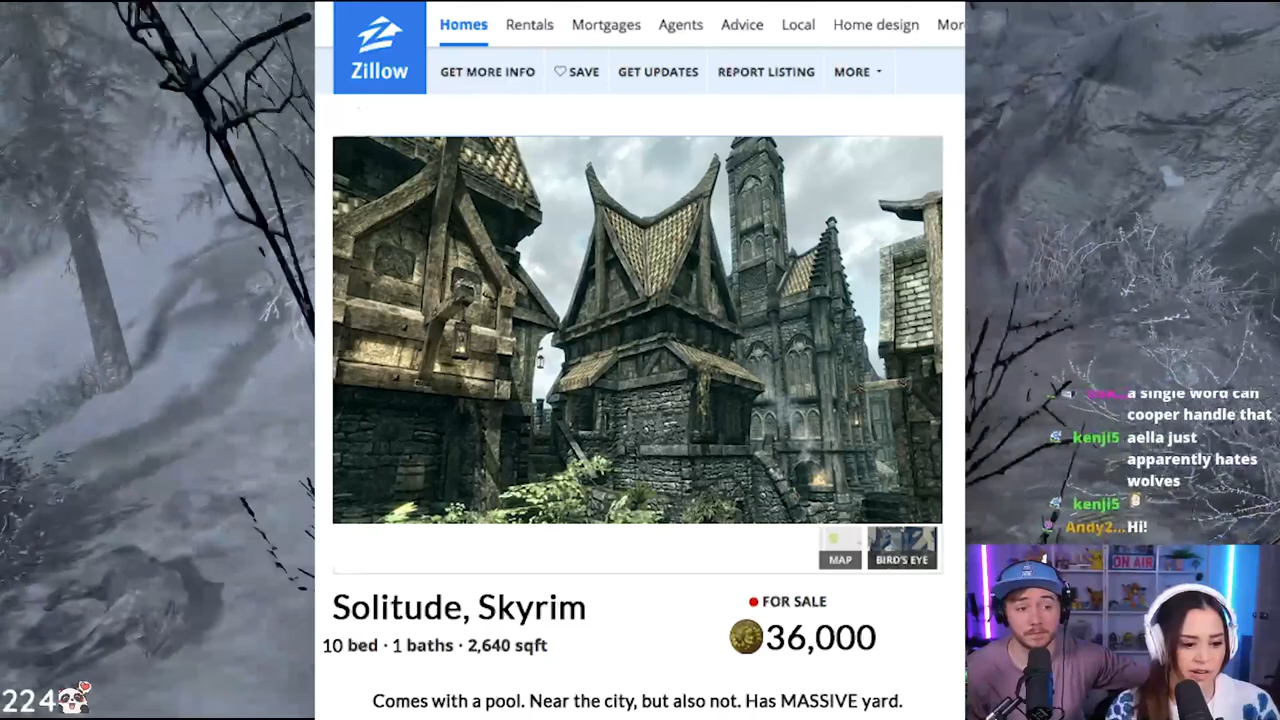 Homes Rentals Mortgages Agents Advice Local Home design Mor
Zillow
GET MORE INFO SAVE GET UPDATES REPORT LISTING MORE
MAP BIRD'S EYE
Solitude, Skyrim
FOR SALE
10 bed · 1 baths · 2,640 sqft
36,000
Comes with a pool. Near the city, but also not. Has MASSIVE yard.
a single word can
cooper handle that
kenji5 aella just
apparently hates
wolves
kenji5
Andy2... Hi!
ON AIR
224